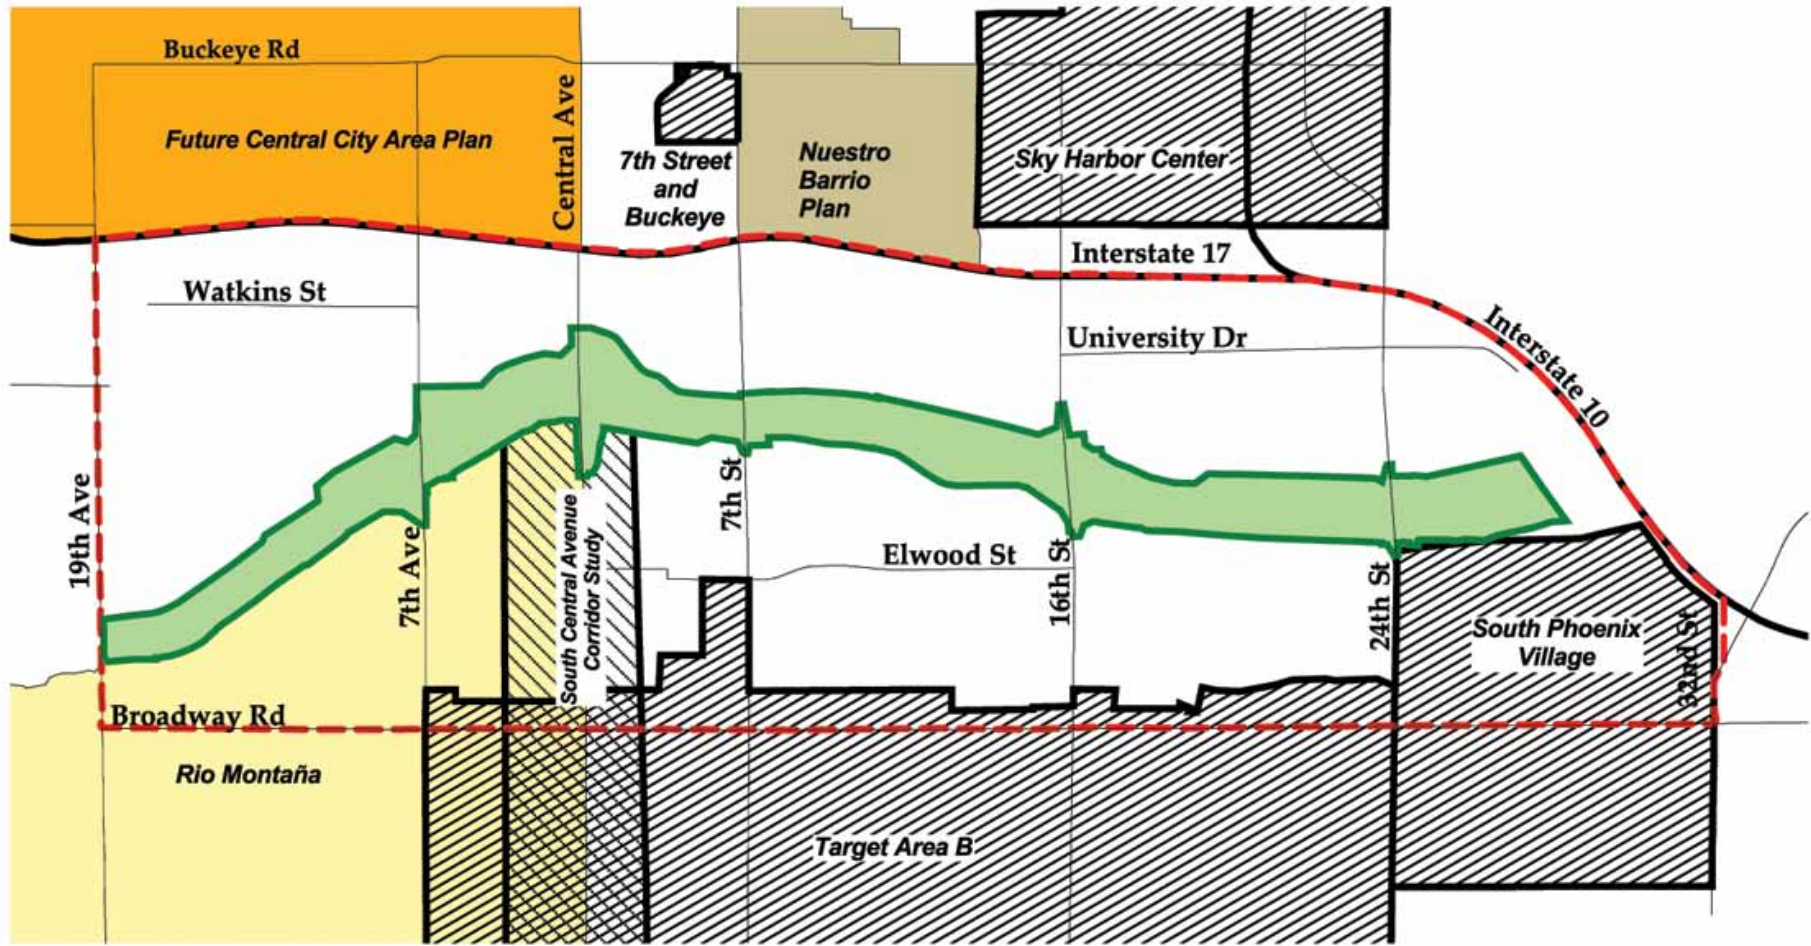 Buckeye Rd
Future Central City Area Plan
Central Ave
7th Street
and
Buckeye
Nuestro
Barrio
Plan
Sky Harbor Center
Interstate 17
Watkins St
University Dr
Interstate 10
19th Ave
7th Ave
South Central Avenue
Corridor Study
7th St
Elwood St
16th St
24th St
South Phoenix
Village
32nd St
Broadway Rd
Rio Montaña
Target Area B